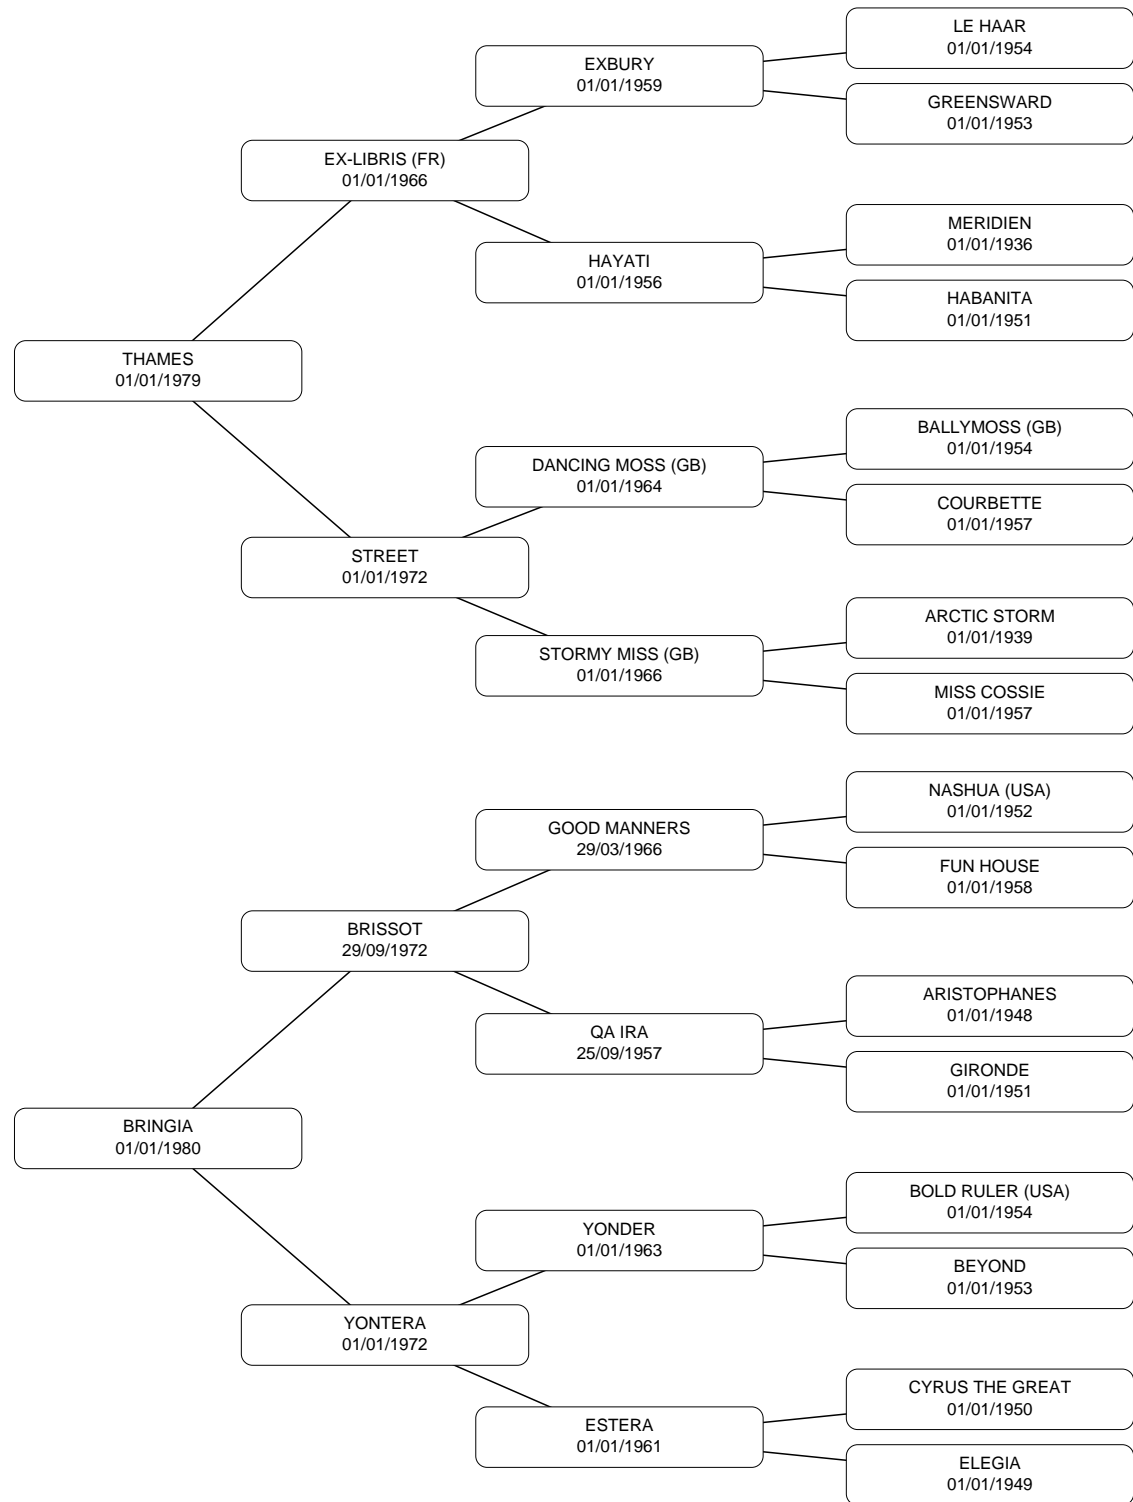 LE HAAR
01/01/1954
EXBURY
01/01/1959
GREENSWARD
01/01/1953
EX-LIBRIS (FR)
01/01/1966
MERIDIEN
01/01/1936
HAYATI
01/01/1956
HABANITA
01/01/1951
THAMES
01/01/1979
BALLYMOSS (GB)
01/01/1954
DANCING MOSS (GB)
01/01/1964
COURBETTE
01/01/1957
STREET
01/01/1972
ARCTIC STORM
01/01/1939
STORMY MISS (GB)
01/01/1966
MISS COSSIE
01/01/1957
NASHUA (USA)
01/01/1952
GOOD MANNERS
29/03/1966
FUN HOUSE
01/01/1958
BRISSOT
29/09/1972
ARISTOPHANES
01/01/1948
QA IRA
25/09/1957
GIRONDE
01/01/1951
BRINGIA
01/01/1980
BOLD RULER (USA)
01/01/1954
YONDER
01/01/1963
BEYOND
01/01/1953
YONTERA
01/01/1972
CYRUS THE GREAT
01/01/1950
ESTERA
01/01/1961
ELEGIA
01/01/1949